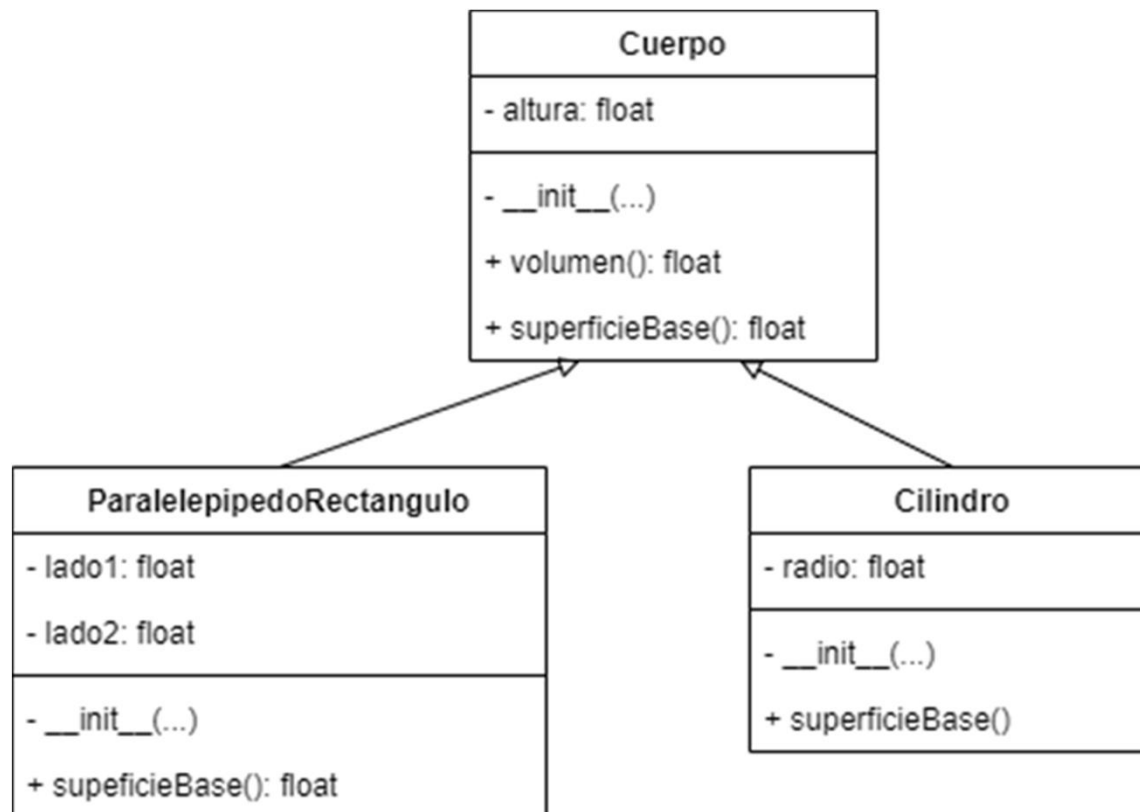 Cuerpo
- altura: float
- __init__(...)
+ volumen(): float
+ superficieBase(): float
ParalelepipedoRectangulo
- lado1: float
- lado2: float
- __init__(...)
+ supeficieBase(): float
Cilindro
- radio: float
- __init__(...)
+ superficieBase()